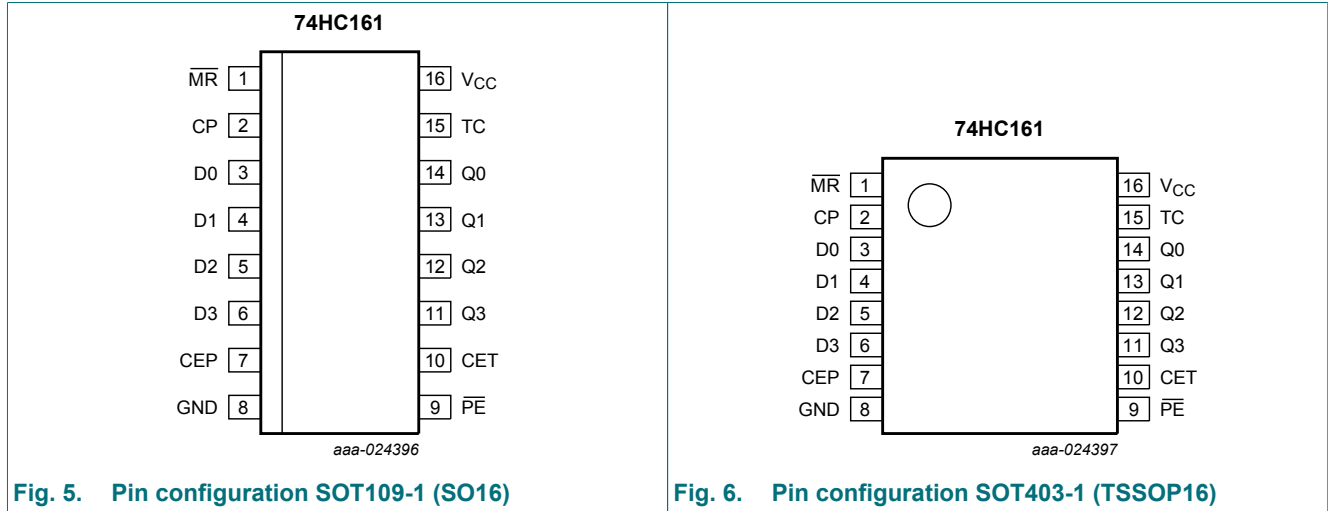 74HC161
MR 1
CP 2
D0 3
D1 4
D2 5
D3 6
CEP 7
GND 8
16 VCC
15 TC
14 Q0
13 Q1
12 Q2
11 Q3
10 CET
9 PE
aaa-024396
Fig. 5. Pin configuration SOT109-1 (SO16)
74HC161
MR 1
CP 2
D0 3
D1 4
D2 5
D3 6
CEP 7
GND 8
16 VCC
15 TC
14 Q0
13 Q1
12 Q2
11 Q3
10 CET
9 PE
aaa-024397
Fig. 6. Pin configuration SOT403-1 (TSSOP16)